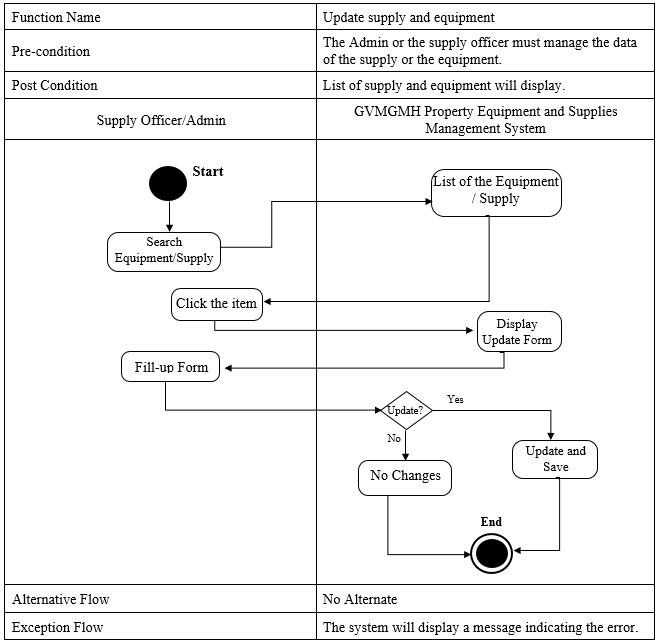 Function Name
Update supply and equipment
Pre-condition
The Admin or the supply officer must manage the data
of the supply or the equipment.
Post Condition
List of supply and equipment will display.
Supply Officer/Admin
GVMGMH Property Equipment and Supplies
Management System
Start
List of the Equipment
/ Supply
Search
Equipment/Supply
Click the item
Display
Update Form
Fill-up Form
Update?
Yes
No
Update and
Save
No Changes
End
Alternative Flow
No Alternate
Exception Flow
The system will display a message indicating the error.